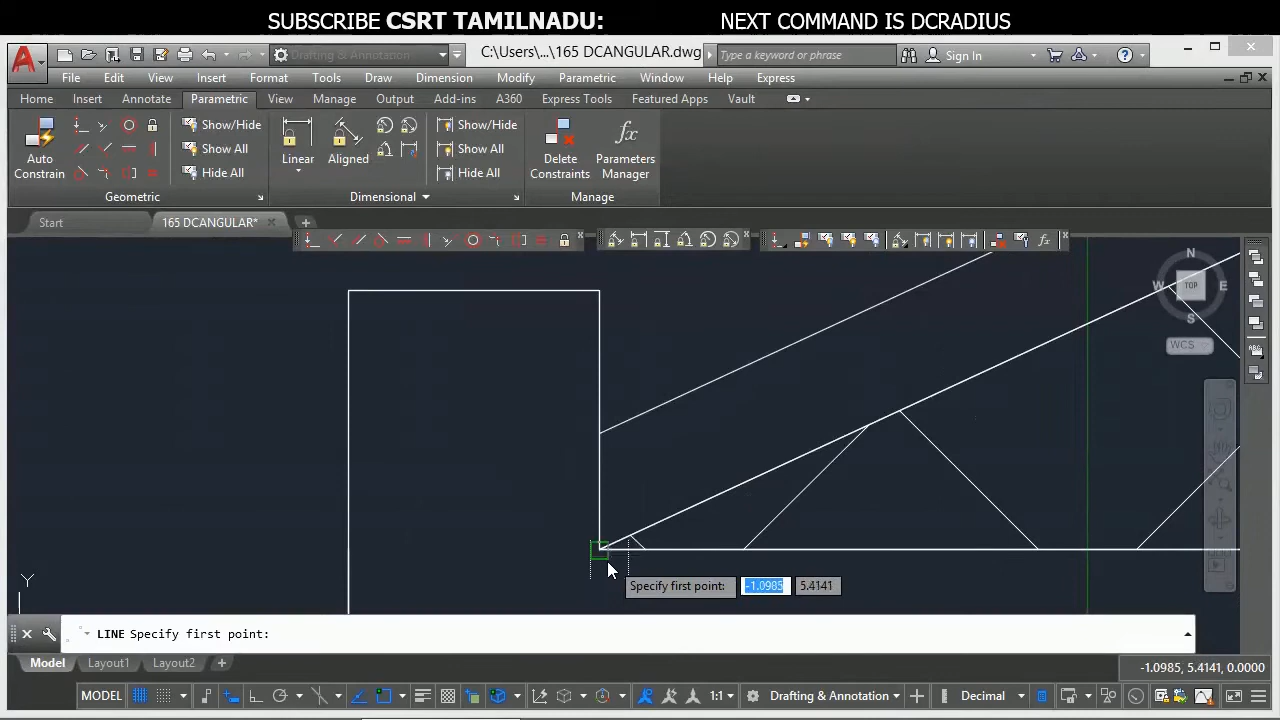 SUBSCRIBE CSRT TAMILNADU: NEXT COMMAND IS DCRADIUS
Drafting & Annotation C:\Users\...\165 DCANGULAR.dwg Type a keyword or phrase Sign In
File Edit View Insert Format Tools Draw Dimension Modify Parametric Window Help Express
Home Insert Annotate Parametric View Manage Output Add-ins A360 Express Tools Featured Apps Vault
Auto Constrain
Show/Hide
Show All
Hide All
Linear
Aligned
Show/Hide
Show All
Hide All
Delete Constraints
fx
Parameters Manager
Geometric Dimensional Manage
Start 165 DCANGULAR* +
fx
N
W TOP E
S
WCS
Specify first point: -1.0985 5.4141
Y
LINE Specify first point:
Model Layout1 Layout2 +
-1.0985, 5.4141, 0.0000
MODEL 1:1 Drafting & Annotation Decimal